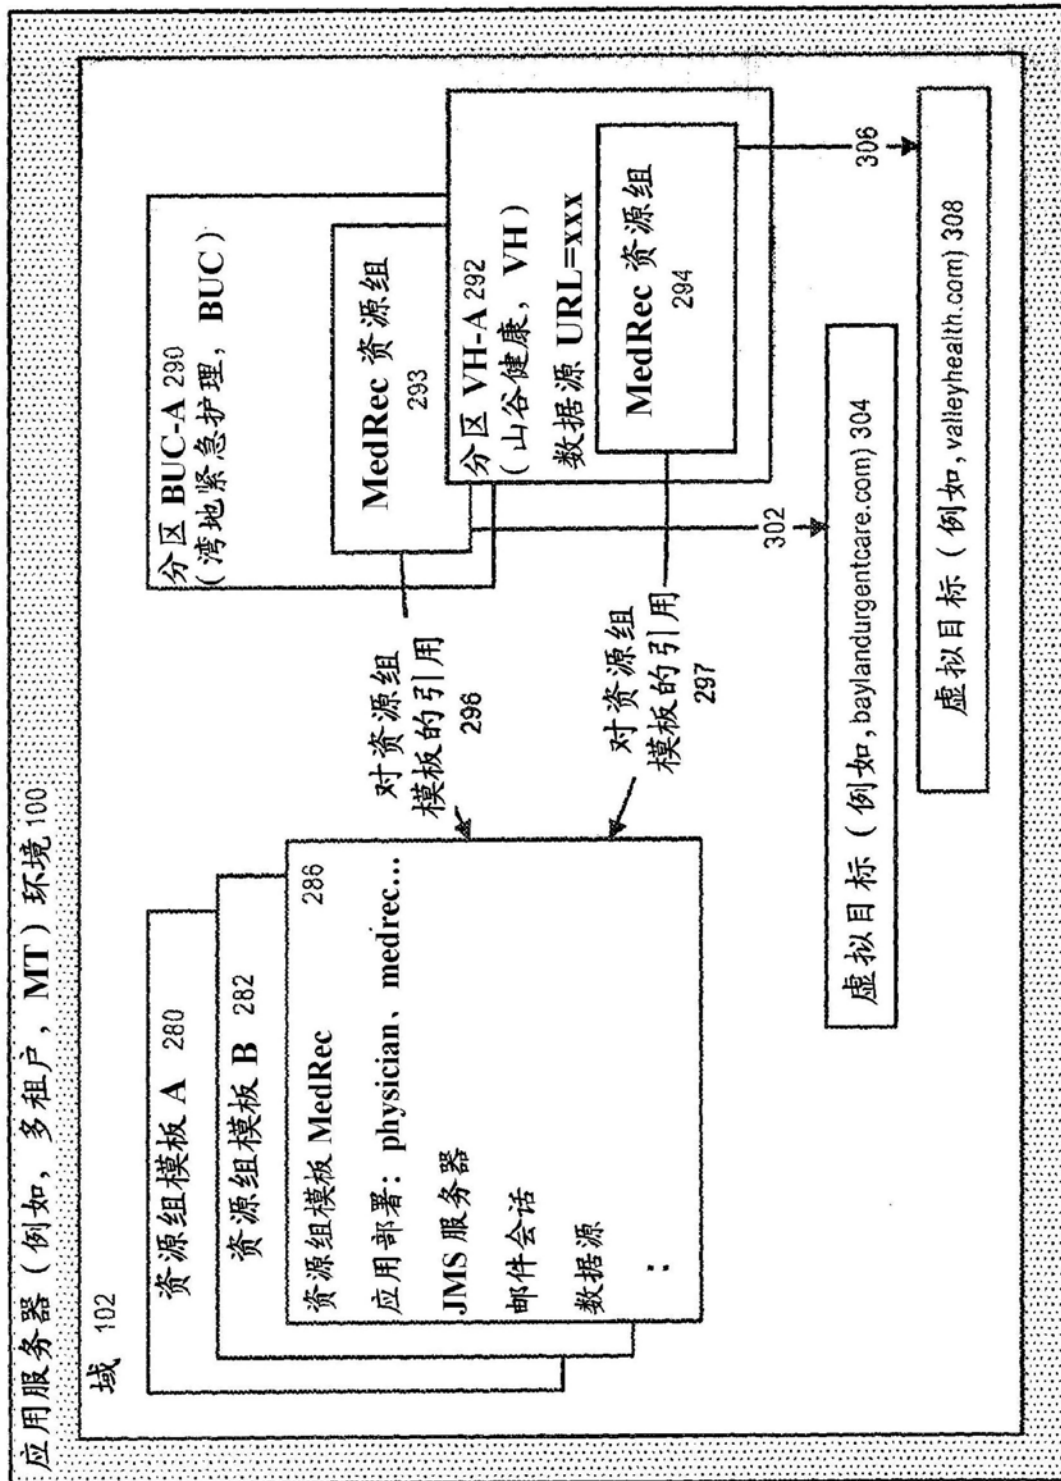 应用服务器（例如，多租户，MT）环境 100
域 102
资源组模板 A 280
资源组模板 B 282
资源组模板 MedRec 286
应用部署：physician、medrec...
JMS 服务器
邮件会话
数据源
:
对资源组
模板的引用
296
对资源组
模板的引用
297
分区 BUC-A 290
(湾地紧急护理，BUC)
MedRec 资源组
293
分区 VH-A 292
(山谷健康，VH)
数据源 URL=xxx
MedRec 资源组
294
302
306
虚拟目标（例如,baylandurgentcare.com) 304
虚拟目标（例如,valleyhealth.com) 308